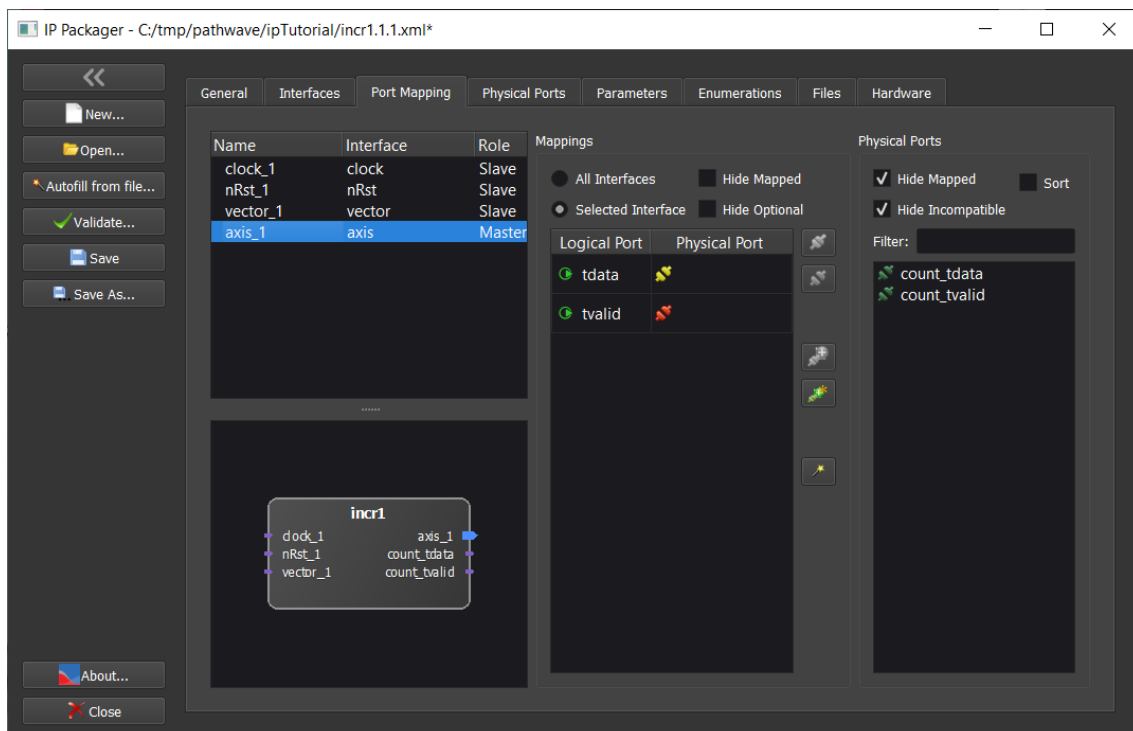 IP Packager - C:/tmp/pathwave/ipTutorial/incr1.1.1.xml*
New...
Open...
Autofill from file...
Validate...
Save
Save As...
About...
Close
General Interfaces Port Mapping Physical Ports Parameters Enumerations Files Hardware
Name Interface Role
clock_1 clock Slave
nRst_1 nRst Slave
vector_1 vector Slave
axis_1 axis Master
incr1
clock_1 axis_1
nRst_1 count_tdata
vector_1 count_tvalid
Mappings
All Interfaces Hide Mapped
Selected Interface Hide Optional
Logical Port Physical Port
tdata
tvalid
Physical Ports
Hide Mapped Sort
Hide Incompatible
Filter:
count_tdata
count_tvalid